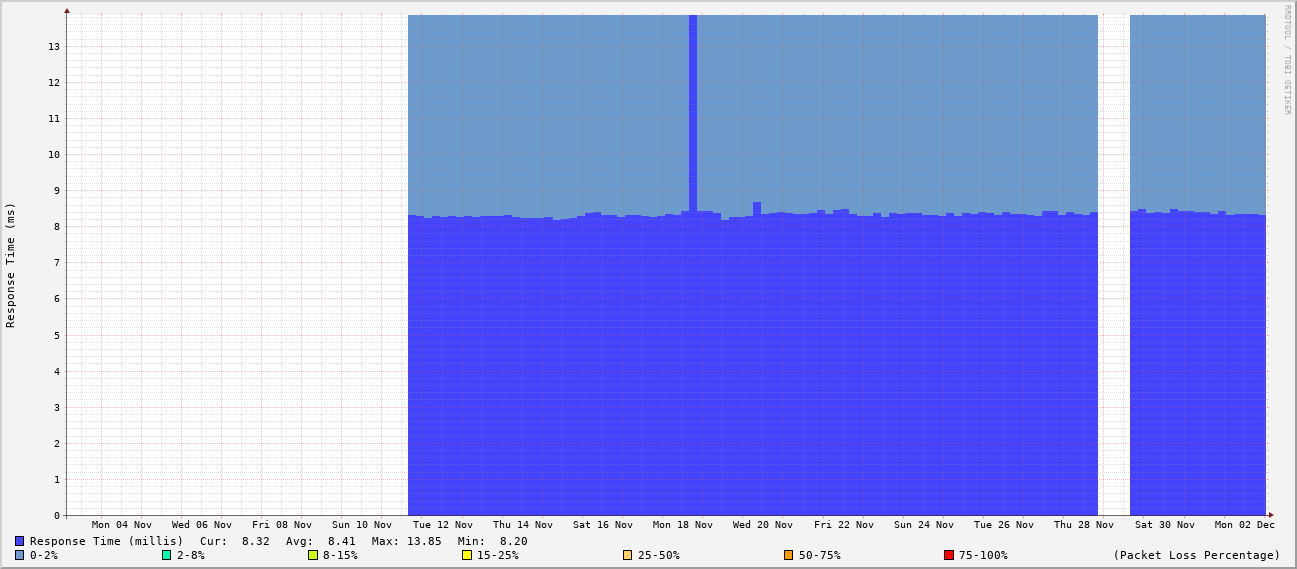 RRDTOOL / TOBI OETIKER
Response Time (ms)
13
12
11
10
9
8
7
6
5
4
3
2
1
0
Mon 04 Nov Wed 06 Nov Fri 08 Nov Sun 10 Nov Tue 12 Nov Thu 14 Nov Sat 16 Nov Mon 18 Nov Wed 20 Nov Fri 22 Nov Sun 24 Nov Tue 26 Nov Thu 28 Nov Sat 30 Nov Mon 02 Dec
Response Time (millis) Cur: 8.32 Avg: 8.41 Max: 13.85 Min: 8.20
0-2% 2-8% 8-15% 15-25% 25-50% 50-75% 75-100% (Packet Loss Percentage)